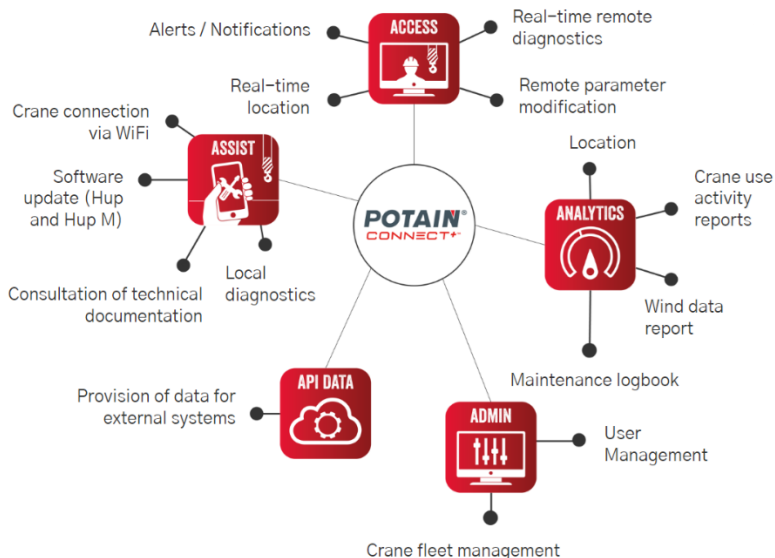 ACCESS
Alerts / Notifications
Real-time remote
diagnostics
Real-time
location
Remote parameter
modification
ASSIST
Crane connection
via WiFi
Software
update (Hup
and Hup M)
Consultation of technical
documentation
Local
diagnostics
POTAIN®
CONNECT+™
ANALYTICS
Location
Crane use
activity
reports
Wind data
report
Maintenance logbook
API DATA
Provision of data for
external systems
ADMIN
User
Management
Crane fleet management